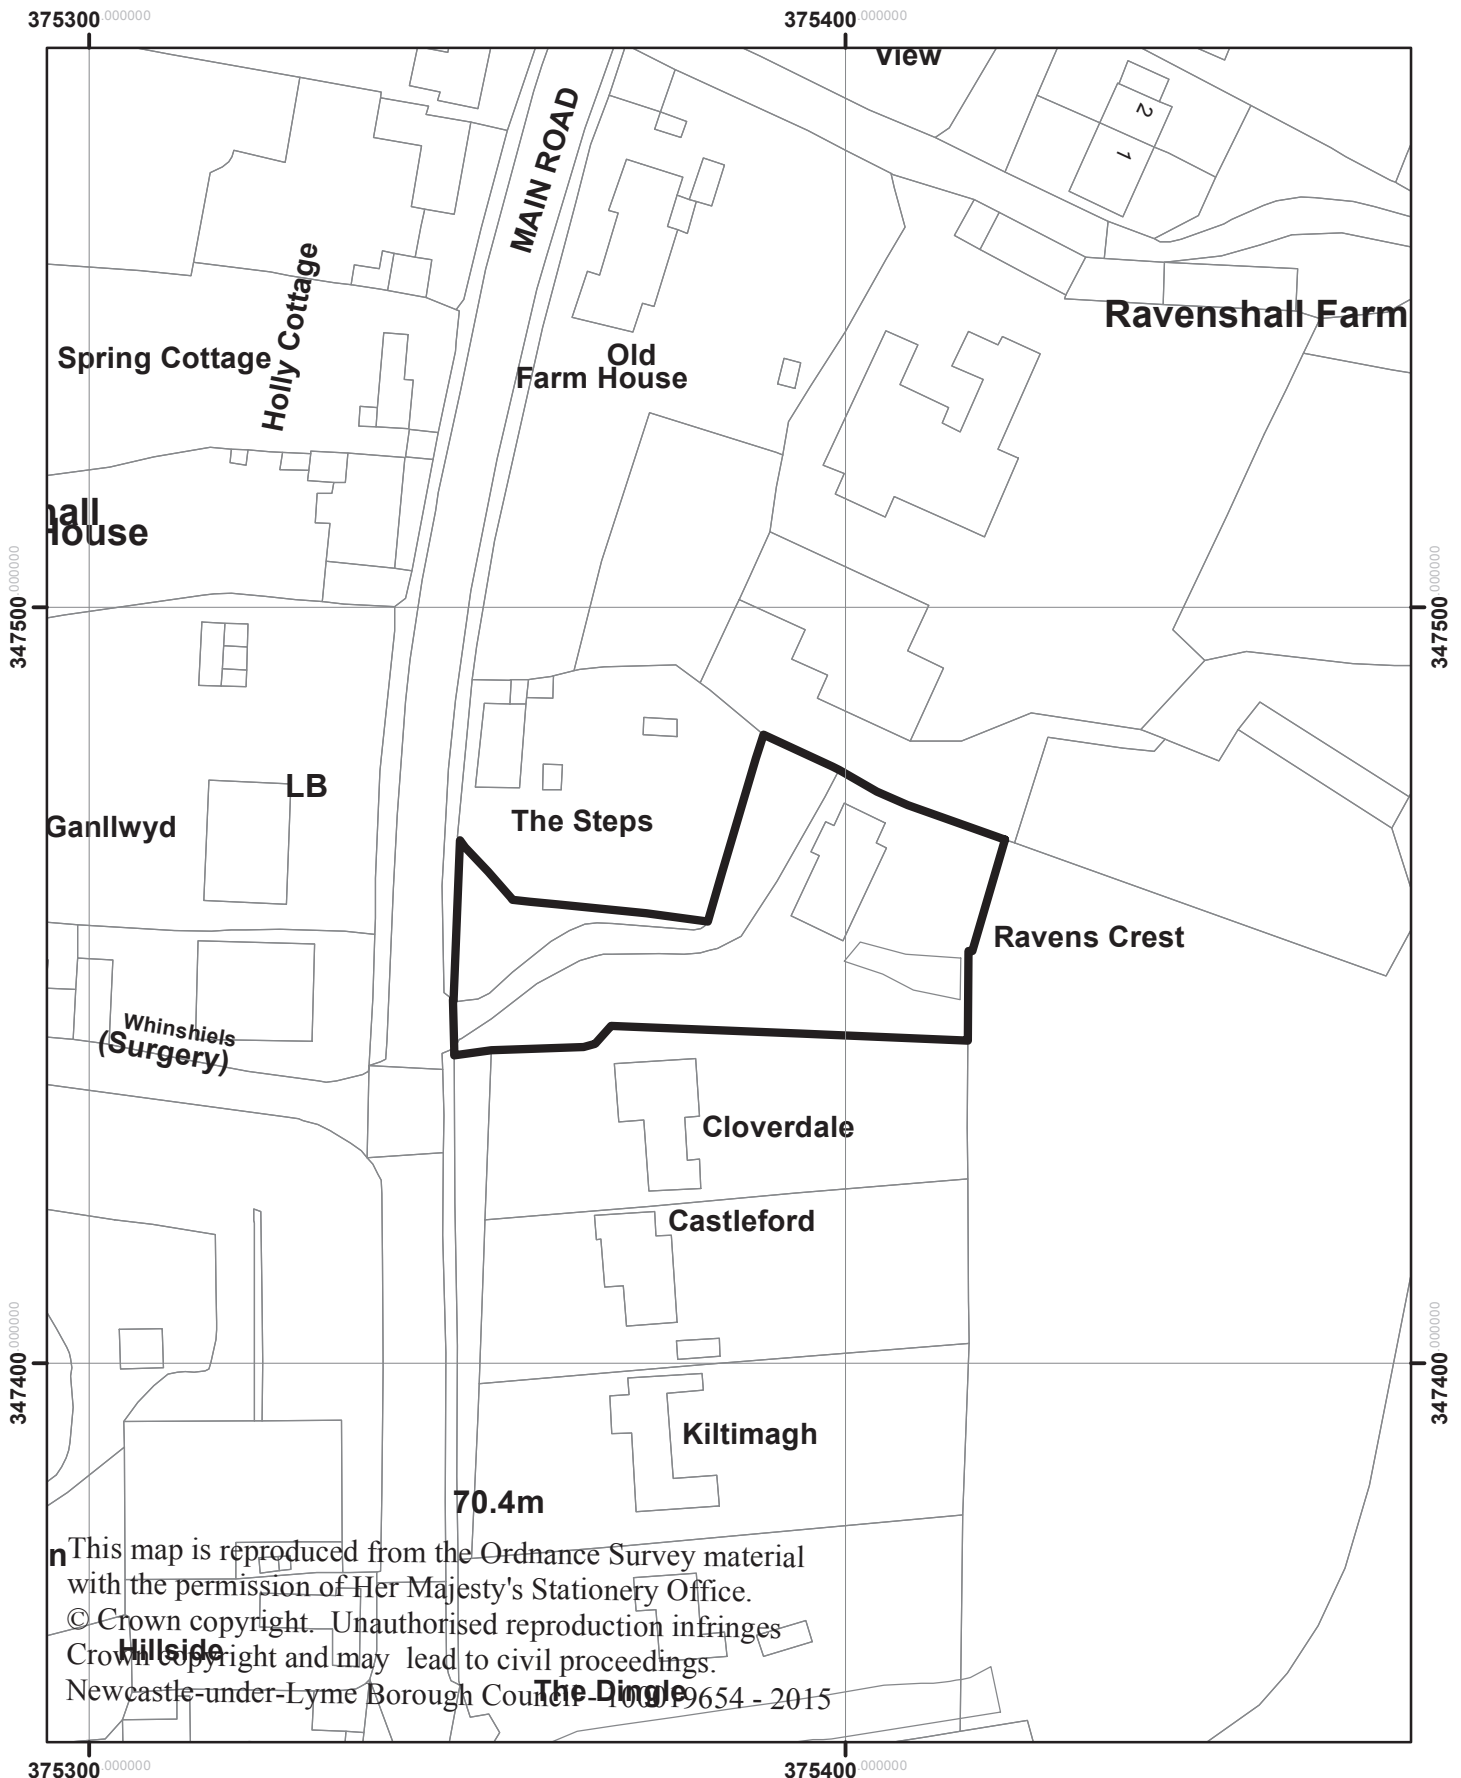 375300.000000
375400.000000
View
2
1
MAIN ROAD
Ravenshall Farm
Holly Cottage
Spring Cottage
Old
Farm House
hall
House
347500.000000
347500.000000
LB
Ganllwyd
The Steps
Ravens Crest
Whinshiels
(Surgery)
Cloverdale
Castleford
347400.000000
347400.000000
Kiltimagh
70.4m
n
This map is reproduced from the Ordnance Survey material
with the permission of Her Majesty's Stationery Office.
© Crown copyright. Unauthorised reproduction infringes
Crown copyright and may lead to civil proceedings.
Newcastle-under-Lyme Borough Council - 100019654 - 2015
Hillside
The Dingle
375300.000000
375400.000000